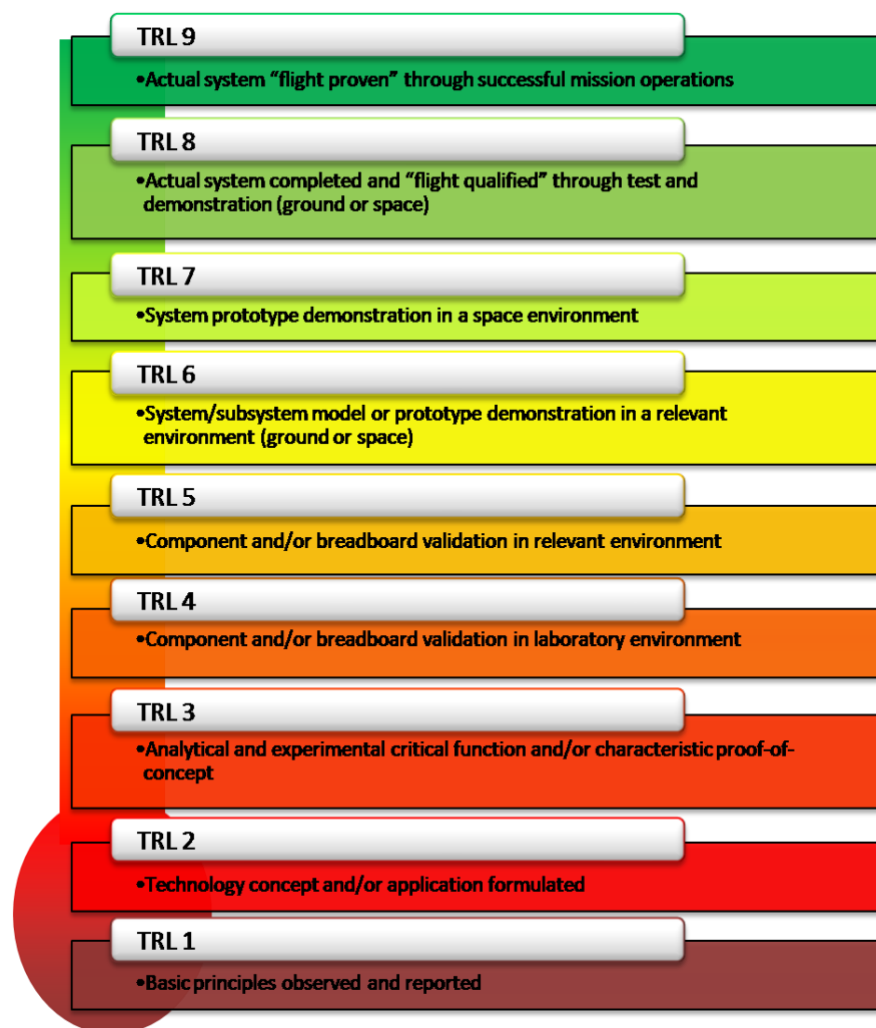 TRL 9
•Actual system “flight proven” through successful mission operations
TRL 8
•Actual system completed and “flight qualified” through test and
demonstration (ground or space)
TRL 7
•System prototype demonstration in a space environment
TRL 6
•System/subsystem model or prototype demonstration in a relevant
environment (ground or space)
TRL 5
•Component and/or breadboard validation in relevant environment
TRL 4
•Component and/or breadboard validation in laboratory environment
TRL 3
•Analytical and experimental critical function and/or characteristic proof-of-
concept
TRL 2
•Technology concept and/or application formulated
TRL 1
•Basic principles observed and reported